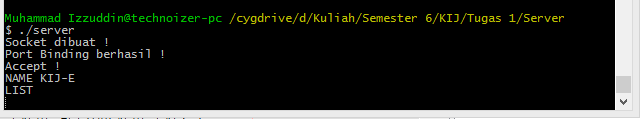 Muhammad Izzuddin@technoizer-pc /cygdrive/d/Kuliah/Semester 6/KIJ/Tugas 1/Server
$ ./server
Socket dibuat !
Port Binding berhasil !
Accept !
NAME KIJ-E
LIST